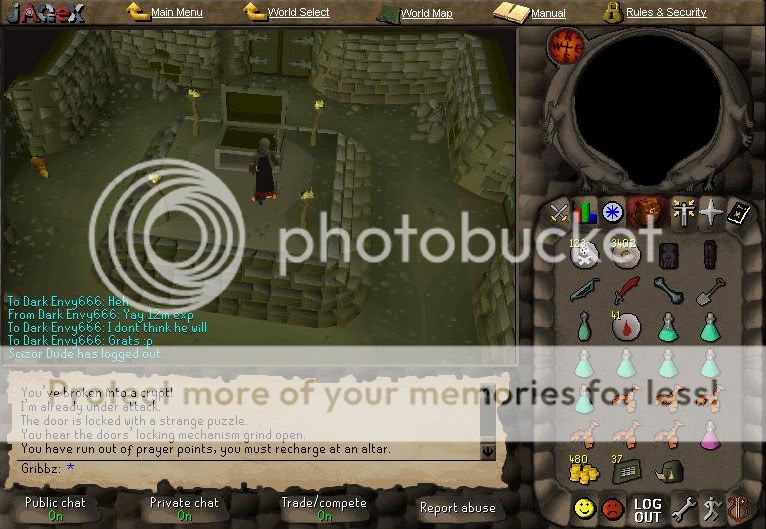 JAGEX Main Menu World Select World Map Manual Rules & Security
photobucket
123 3402
41
To Dark Envy666: Heh
From Dark Envy666: Yay 12m exp
To Dark Envy666: I dont think he will
To Dark Envy666: Grats :p
Scizor Dude has logged out.
Protect more of your memories for less!
You've broken into a crypt!
I'm already under attack.
The door is locked with a strange puzzle.
You hear the doors' locking mechanism grind open.
You have run out of prayer points, you must recharge at an altar.
Gribbz: *
480 37
Public chat
On
Private chat
On
Trade/compete
On
Report abuse
LOG
OUT